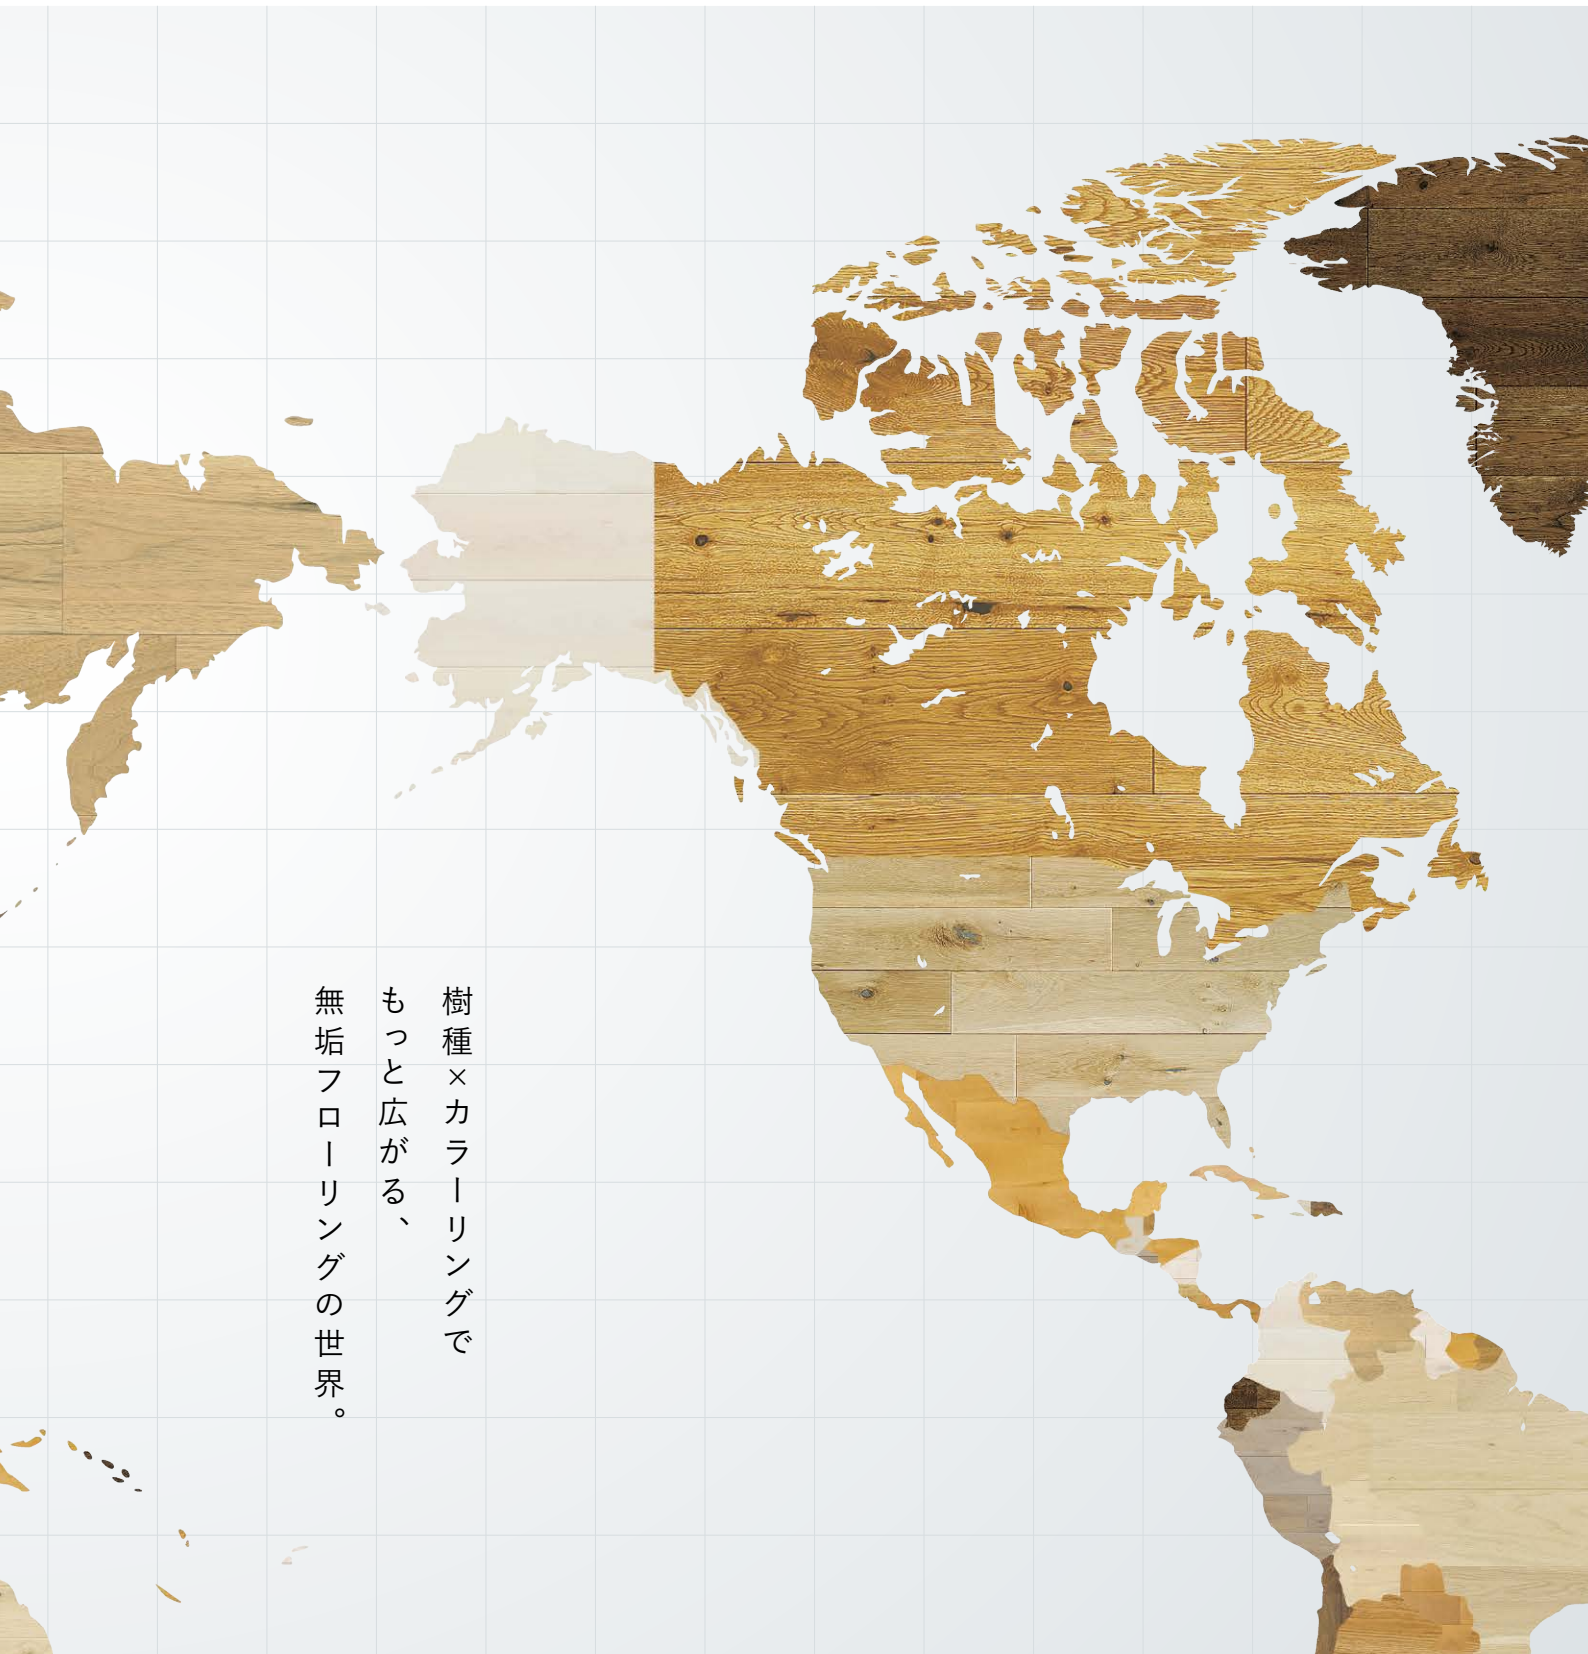 樹種×カラーリングで
もっと広がる、
無垢フローリングの世界。